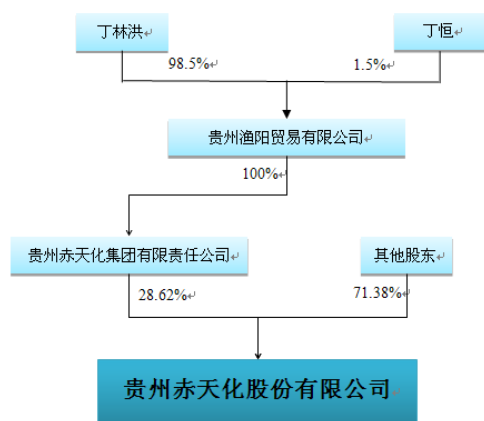 丁林洪
丁恒
98.5%
1.5%
贵州渔阳贸易有限公司
100%
贵州赤天化集团有限责任公司
其他股东
28.62%
71.38%
贵州赤天化股份有限公司